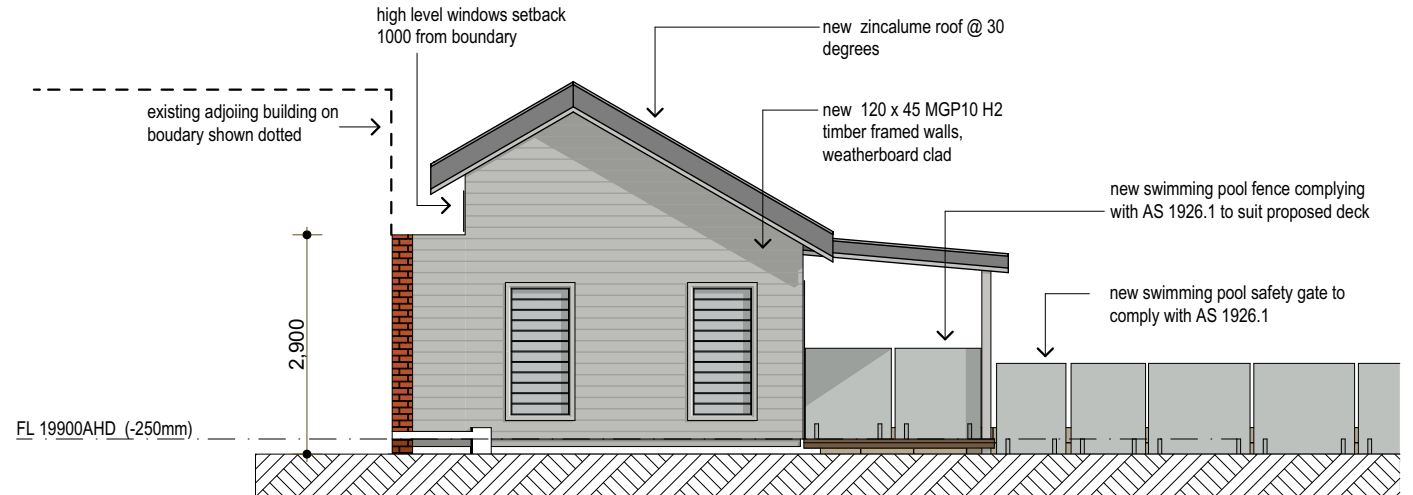 high level windows setback
1000 from boundary
new zincalume roof @ 30
degrees
existing adjoiing building on
boudary shown dotted
new 120 x 45 MGP10 H2
timber framed walls,
weatherboard clad
new swimming pool fence complying
with AS 1926.1 to suit proposed deck
new swimming pool safety gate to
comply with AS 1926.1
2,900
FL 19900AHD (-250mm)